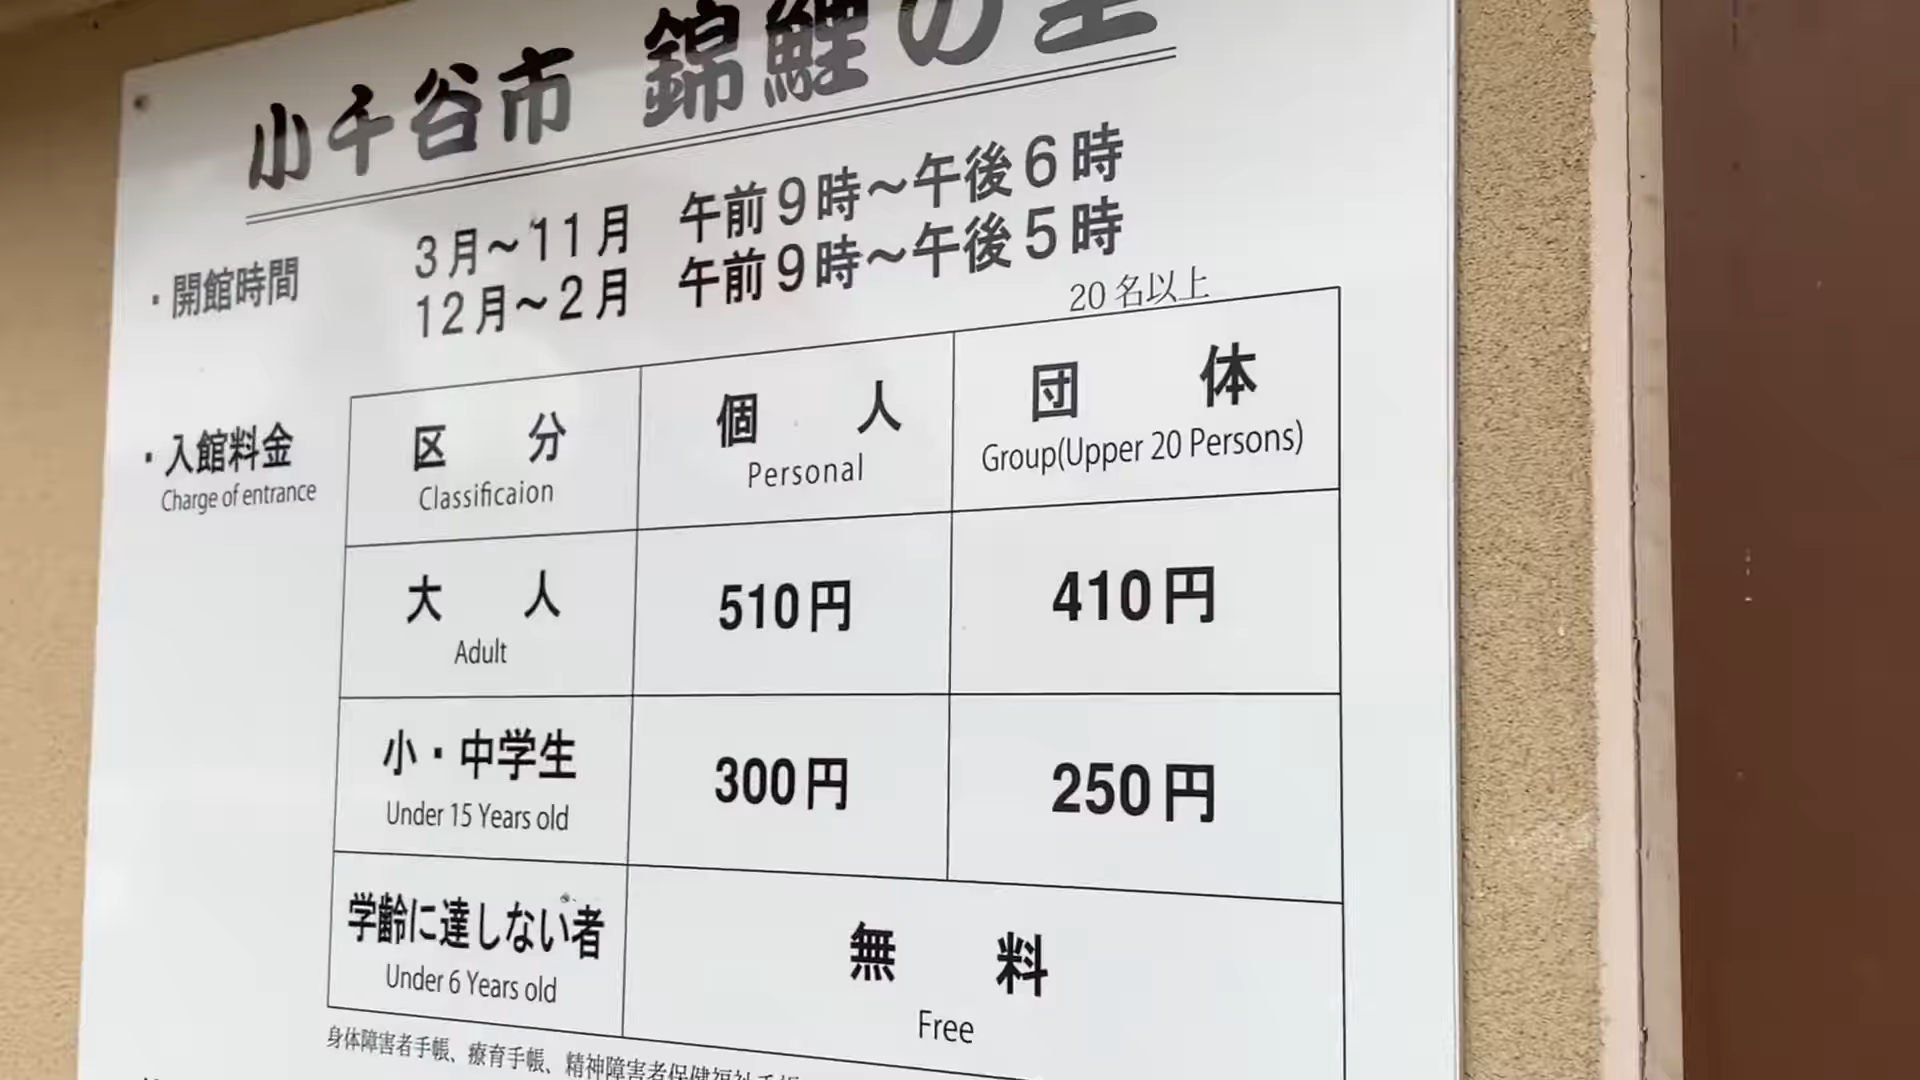 小千谷市 錦鯉の里
・開館時間 3月～11月 午前9時～午後6時
12月～2月 午前9時～午後5時
20名以上
・入館料金
Charge of entrance
区分 個人 団体
Classificaion Personal Group(Upper 20 Persons)
大人 510円 410円
Adult
小・中学生 300円 250円
Under 15 Years old
学齢に達しない者 無料
Under 6 Years old Free
身体障害者手帳、療育手帳、精神障害者保健福祉手帳